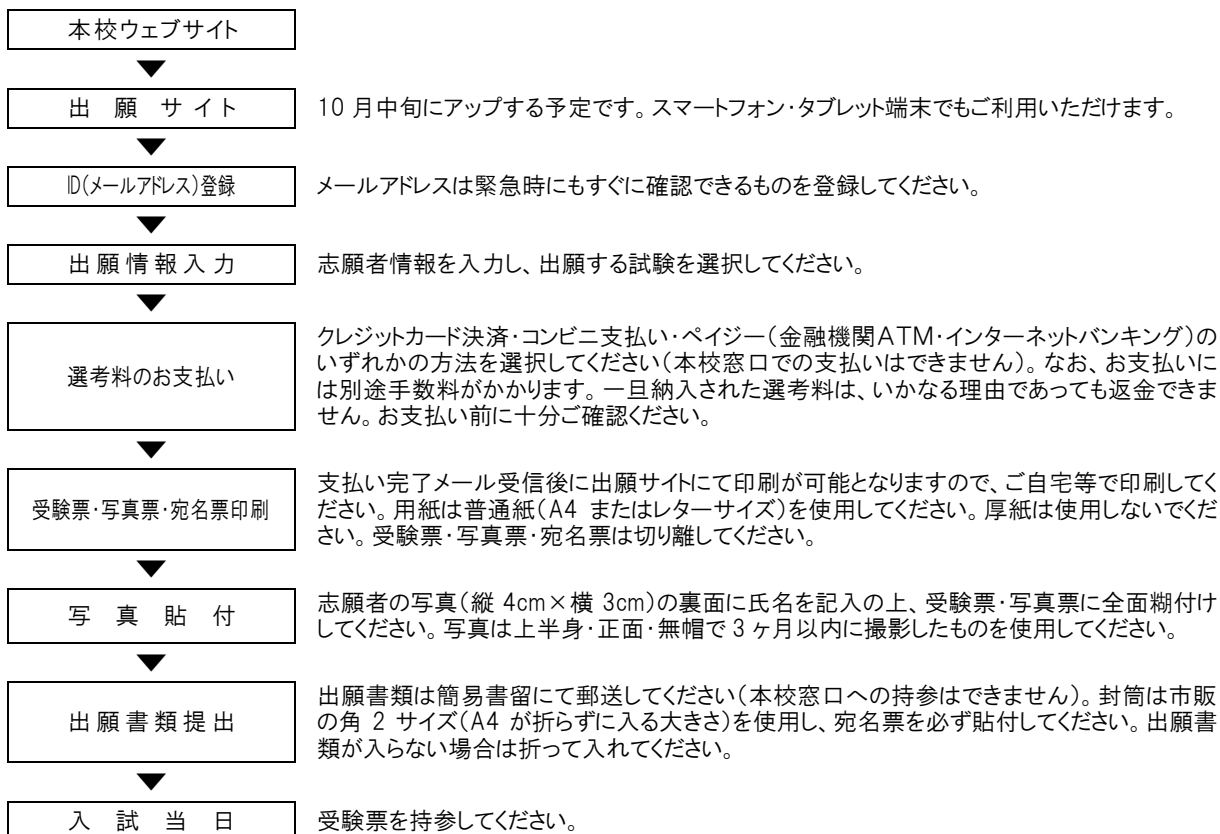 本校ウェブサイト
▼
出願サイト
10月中旬にアップする予定です。スマートフォン・タブレット端末でもご利用いただけます。
▼
ID(メールアドレス)登録
メールアドレスは緊急時にもすぐに確認できるものを登録してください。
▼
出願情報入力
志願者情報を入力し、出願する試験を選択してください。
▼
選考料のお支払い
クレジットカード決済・コンビニ支払い・ペイジー(金融機関ATM・インターネットバンキング)の
いずれかの方法を選択してください(本校窓口での支払いはできません)。なお、お支払いに
は別途手数料がかかります。一旦納入された選考料は、いかなる理由であっても返金できま
せん。お支払い前に十分ご確認ください。
▼
受験票・写真票・宛名票印刷
支払い完了メール受信後に出願サイトにて印刷が可能となりますので、ご自宅等で印刷してく
ださい。用紙は普通紙(A4 またはレターサイズ)を使用してください。厚紙は使用しないでくだ
さい。受験票・写真票・宛名票は切り離してください。
▼
写真貼付
志願者の写真(縦 4cm×横 3cm)の裏面に氏名を記入の上、受験票・写真票に全面糊付け
してください。写真は上半身・正面・無帽で3ヶ月以内に撮影したものを使用してください。
▼
出願書類提出
出願書類は簡易書留にて郵送してください(本校窓口への持参はできません)。封筒は市販
の角 2 サイズ(A4 が折らずに入る大きさ)を使用し、宛名票を必ず貼付してください。出願書
類が入らない場合は折って入れてください。
▼
入試当日
受験票を持参してください。